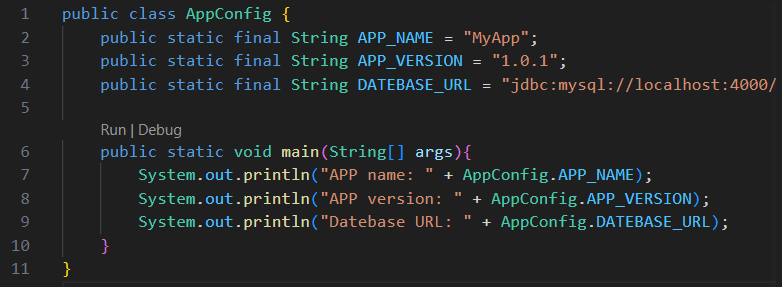 1 public class AppConfig {
2 public static final String APP_NAME = "MyApp";
3 public static final String APP_VERSION = "1.0.1";
4 public static final String DATEBASE_URL = "jdbc:mysql://localhost:4000/
5
Run | Debug
6 public static void main(String[] args){
7 System.out.println("APP name: " + AppConfig.APP_NAME);
8 System.out.println("APP version: " + AppConfig.APP_VERSION);
9 System.out.println("Datebase URL: " + AppConfig.DATEBASE_URL);
10 }
11 }